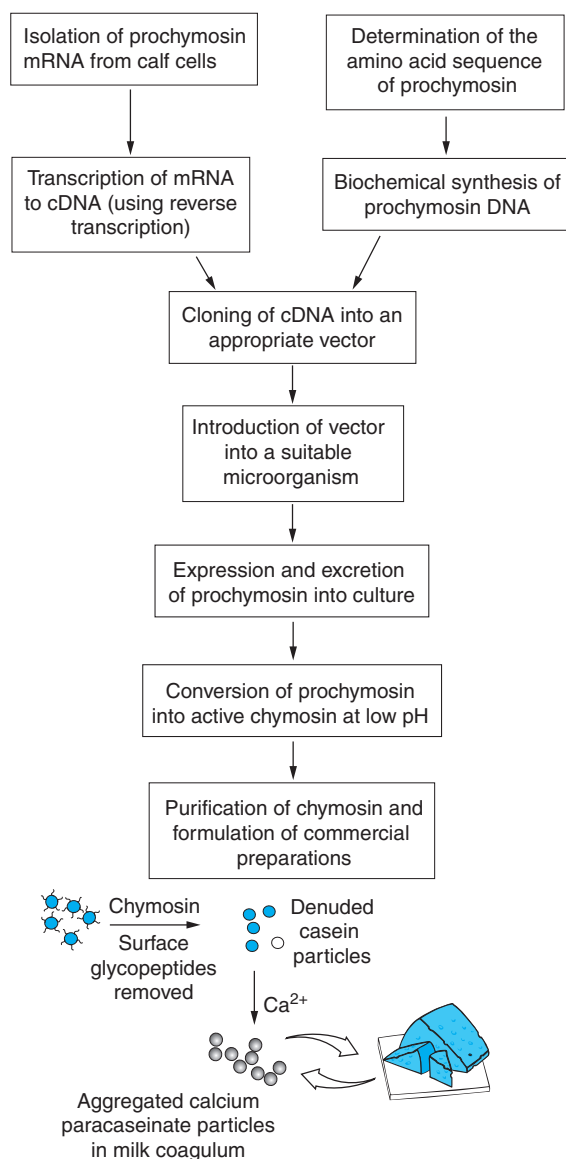 Isolation of prochymosin
mRNA from calf cells
Determination of the
amino acid sequence
of prochymosin
Transcription of mRNA
to cDNA (using reverse
transcription)
Biochemical synthesis of
prochymosin DNA
Cloning of cDNA into an
appropriate vector
Introduction of vector
into a suitable
microorganism
Expression and excretion
of prochymosin into culture
Conversion of prochymosin
into active chymosin at low pH
Purification of chymosin and
formulation of commercial
preparations
Chymosin
Surface
glycopeptides
removed
Denuded
casein
particles
Ca²⁺
Aggregated calcium
paracaseinate particles
in milk coagulum